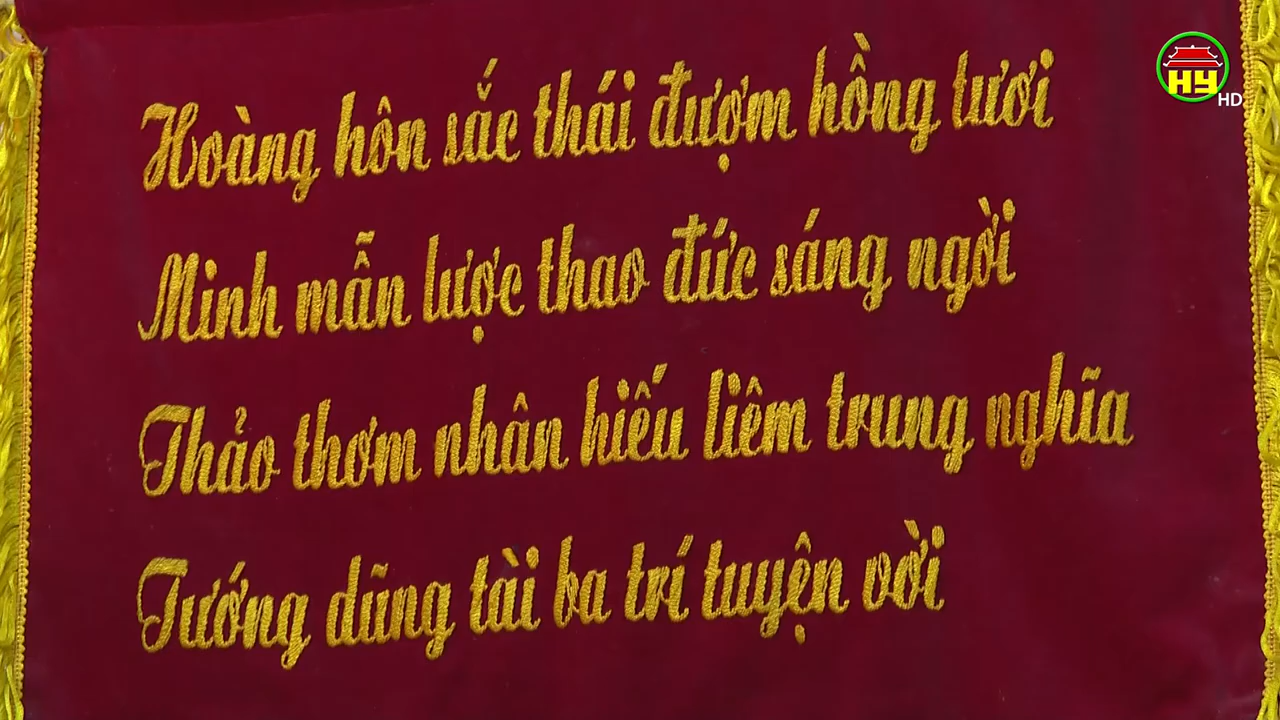 HY
HD
Hoàng hôn sắc thái đượm hồng tươi
Minh mẫn lược thao đức sáng ngời
Thảo thơm nhân hiếu liêm trung nghĩa
Tướng dũng tài ba trí tuyện vời